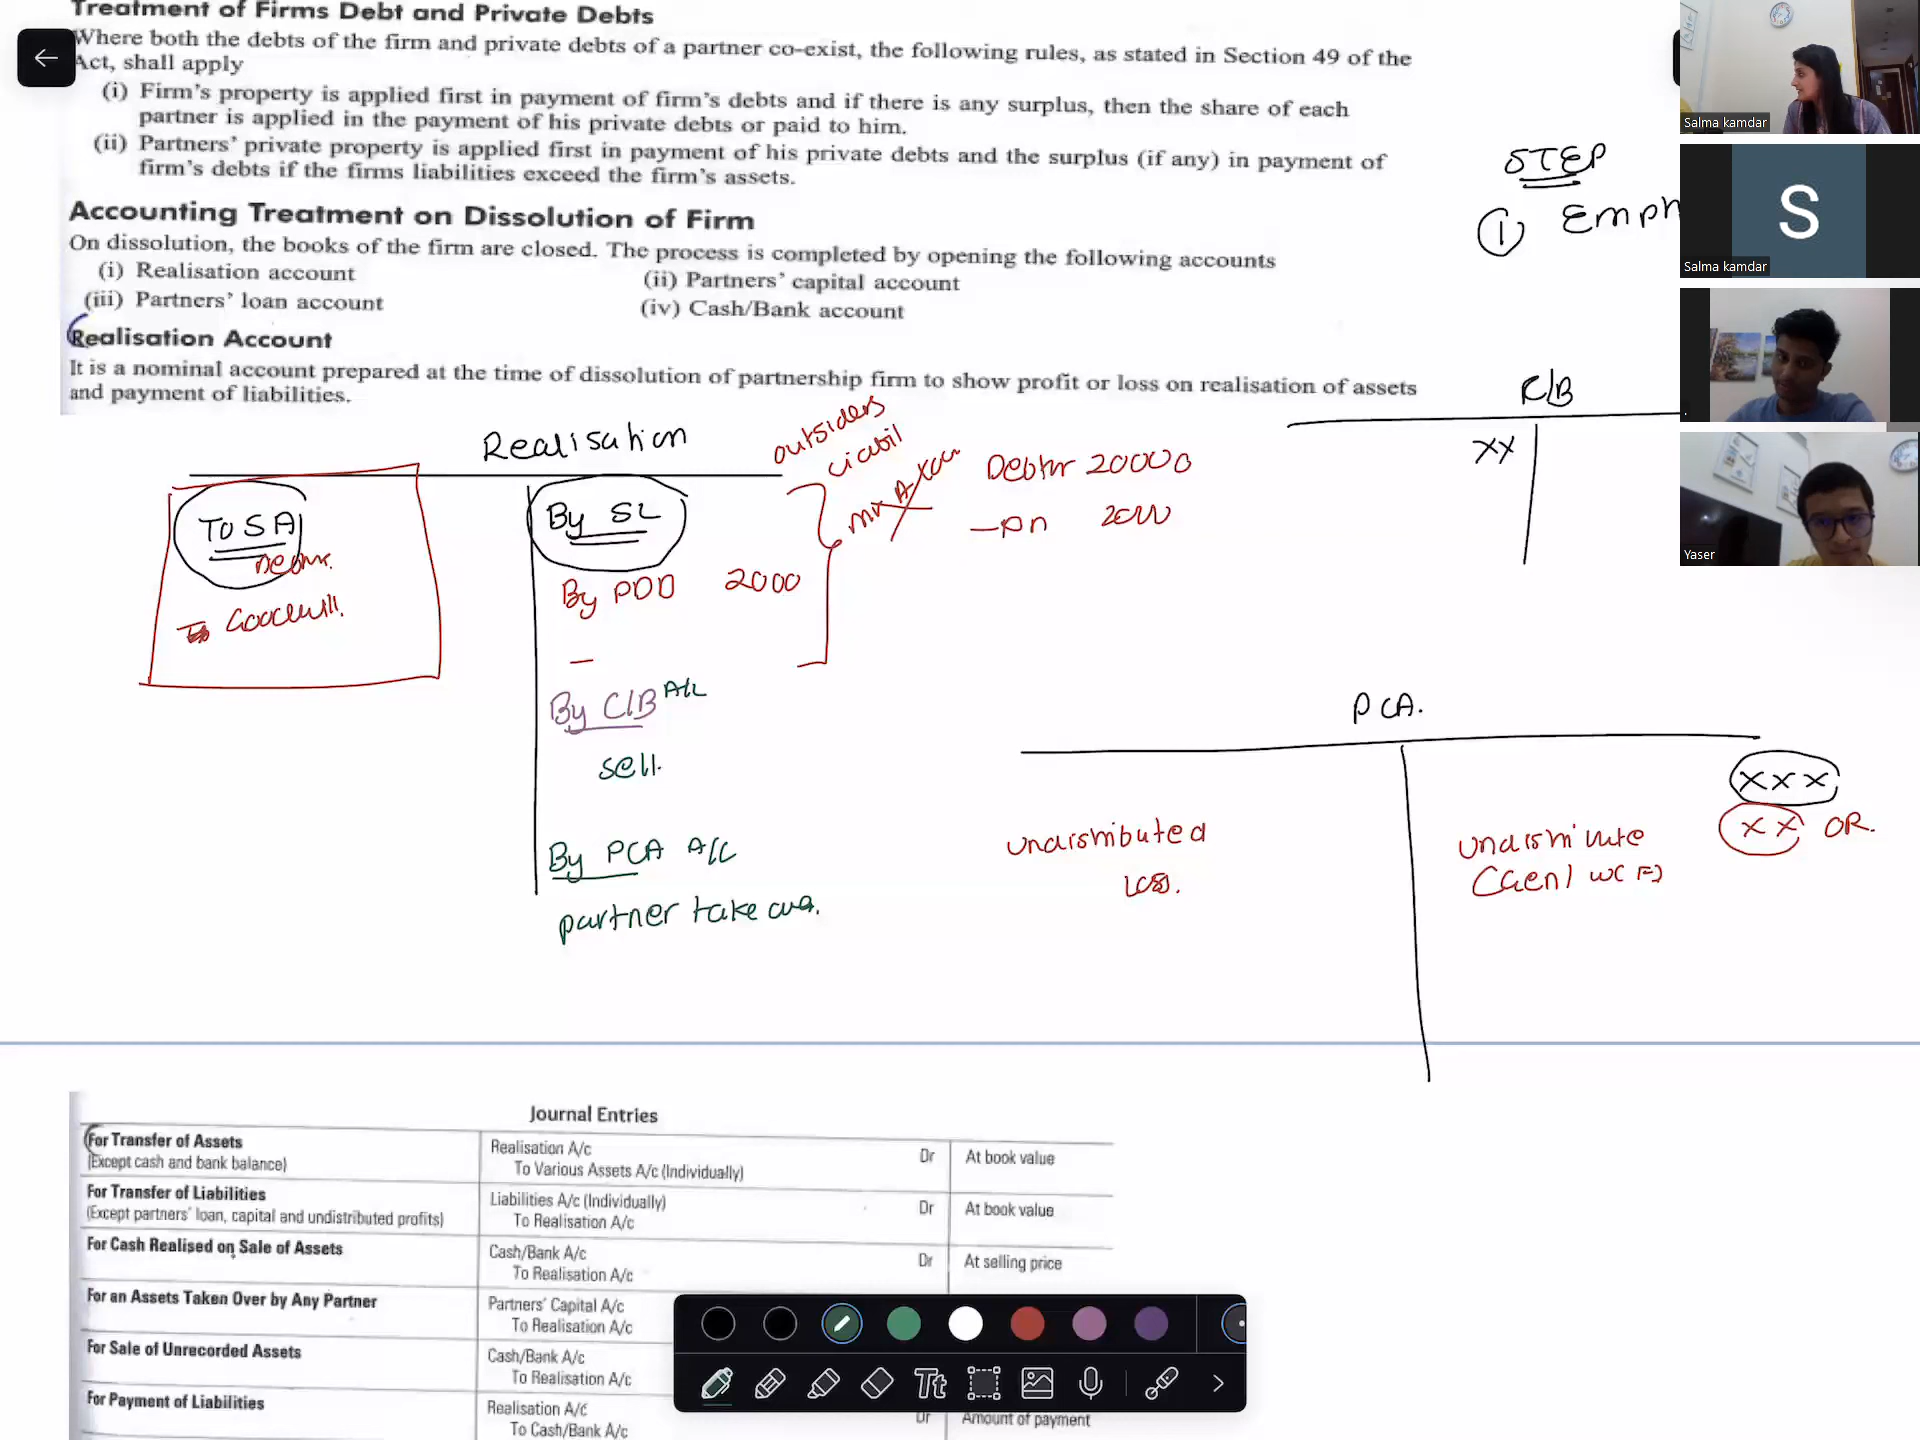 Treatment of Firms Debt and Private Debts
Where both the debts of the firm and private debts of a partner co-exist, the following rules, as stated in Section 49 of the
Act, shall apply
(i) Firm's property is applied first in payment of firm's debts and if there is any surplus, then the share of each
partner is applied in the payment of his private debts or paid to him.
(ii) Partners' private property is applied first in payment of his private debts and the surplus (if any) in payment of
firm's debts if the firms liabilities exceed the firm's assets.
Accounting Treatment on Dissolution of Firm
On dissolution, the books of the firm are closed. The process is completed by opening the following accounts
(i) Realisation account (ii) Partners' capital account
(iii) Partners' loan account (iv) Cash/Bank account
Realisation Account
It is a nominal account prepared at the time of dissolution of partnership firm to show profit or loss on realisation of assets
and payment of liabilities.
STEP
1
Salma kamdar
S
Salma kamdar
Yaser
Realisation
outsiders
To SA
By SL
Debtor 20000
By PDD 2000
Goodwill.
By C/B A/c
sell.
By PCA A/c
C/B
xx
PCA.
xxx
xx OR.
undistributed
loss.
Journal Entries
For Transfer of Assets
(Except cash and bank balance)
Realisation A/c Dr At book value
To Various Assets A/c (Individually)
For Transfer of Liabilities
(Except partners' loan, capital and undistributed profits)
Liabilities A/c (Individually) Dr At book value
To Realisation A/c
For Cash Realised on Sale of Assets
Cash/Bank A/c Dr At selling price
To Realisation A/c
For an Assets Taken Over by Any Partner
Partners' Capital A/c
To Realisation A/c
For Sale of Unrecorded Assets
Cash/Bank A/c
To Realisation A/c
For Payment of Liabilities
Realisation A/c Dr Amount of payment
To Cash/Bank A/c
Tt